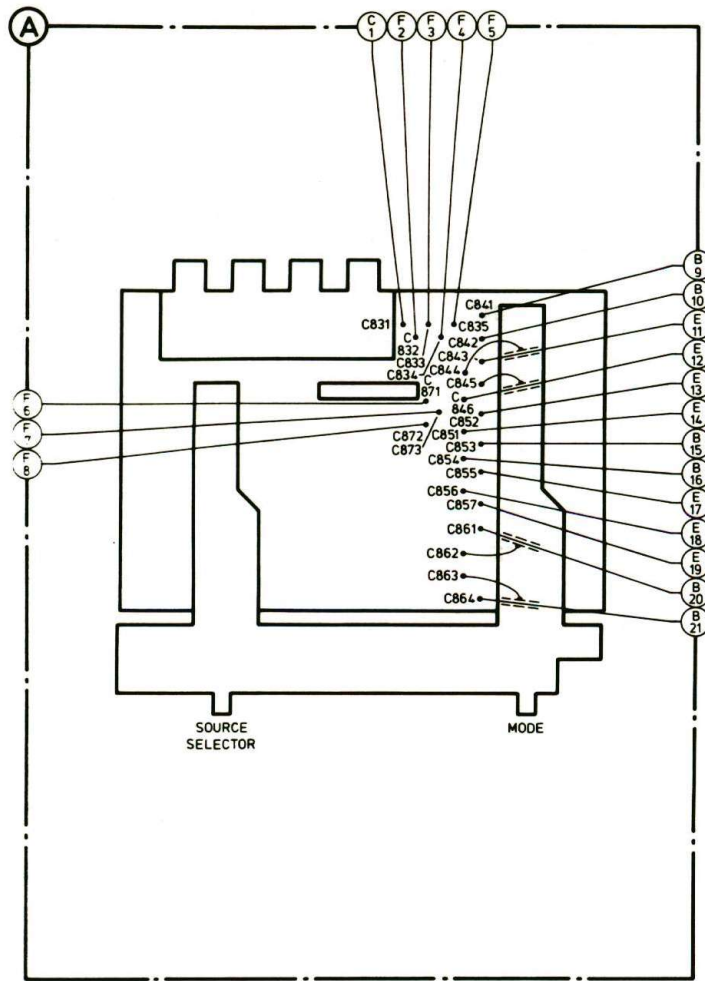 A
C F F F F
1 2 3 4 5
B
9
B
10
E
11
E
12
E
13
E
14
B
15
B
16
E
17
E
18
E
19
B
20
B
21
F
6
F
7
F
8
C841
C831
C835
C
832
C842
C833
C843
C834
C844
C
871
C845
C
846
C852
C872
C851
C873
C853
C854
C855
C856
C857
C861
C862
C863
C864
SOURCE
SELECTOR
MODE